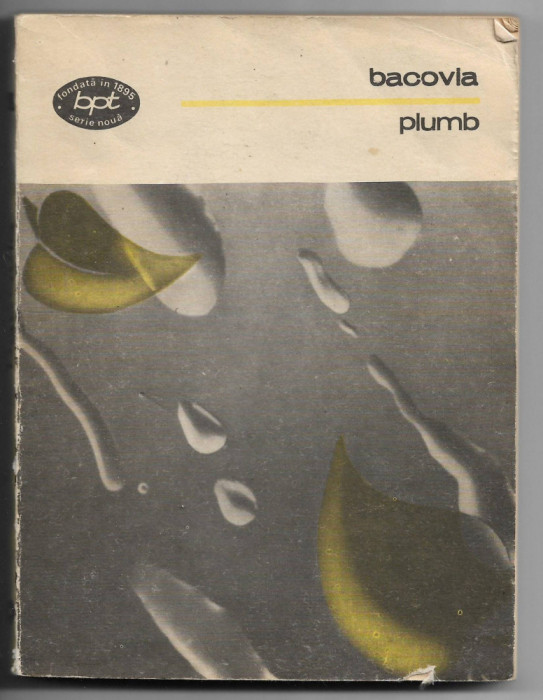 fondată în 1895
bpt
serie nouă
bacovia
plumb